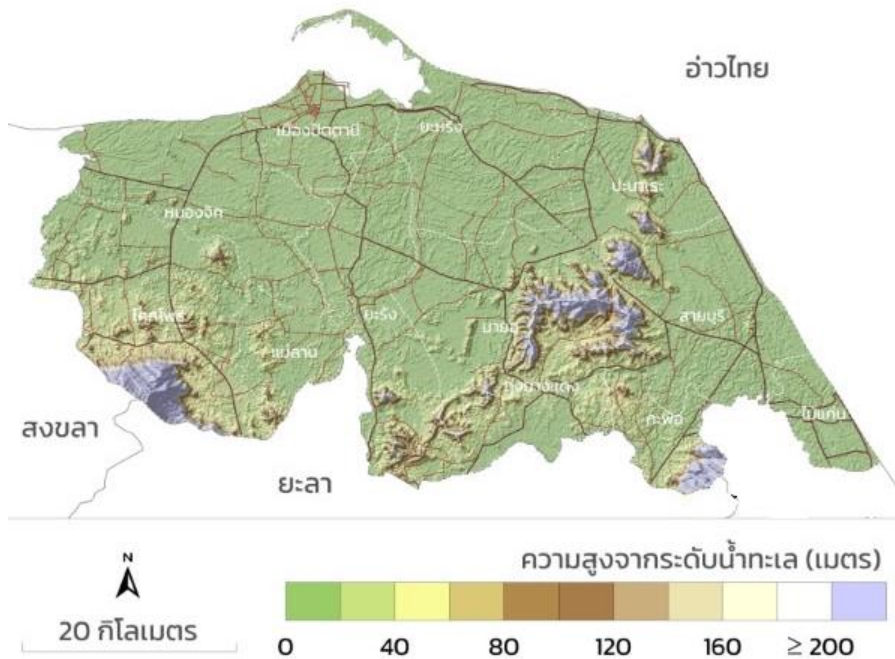 อ่าวไทย
เมืองปัตตานี
ยะหริ่ง
ปะนาเระ
หนองจิก
โคกโพธิ์
แม่ลาน
ยะรัง
มายอ
สายบุรี
ทุ่งยางแดง
กะพ้อ
ไม้แก่น
สงขลา
ยะลา
N
20 กิโลเมตร
ความสูงจากระดับน้ำทะเล (เมตร)
0 40 80 120 160 ≥ 200